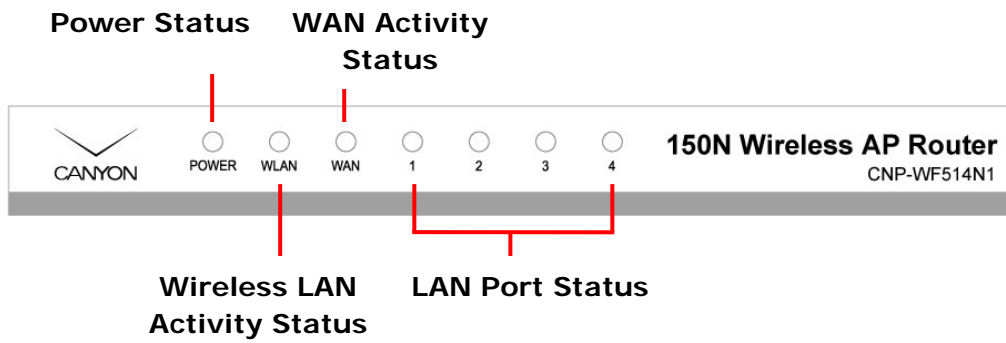 Power Status
WAN Activity
Status
CANYON
POWER
WLAN
WAN
1
2
3
4
150N Wireless AP Router
CNP-WF514N1
Wireless LAN
Activity Status
LAN Port Status